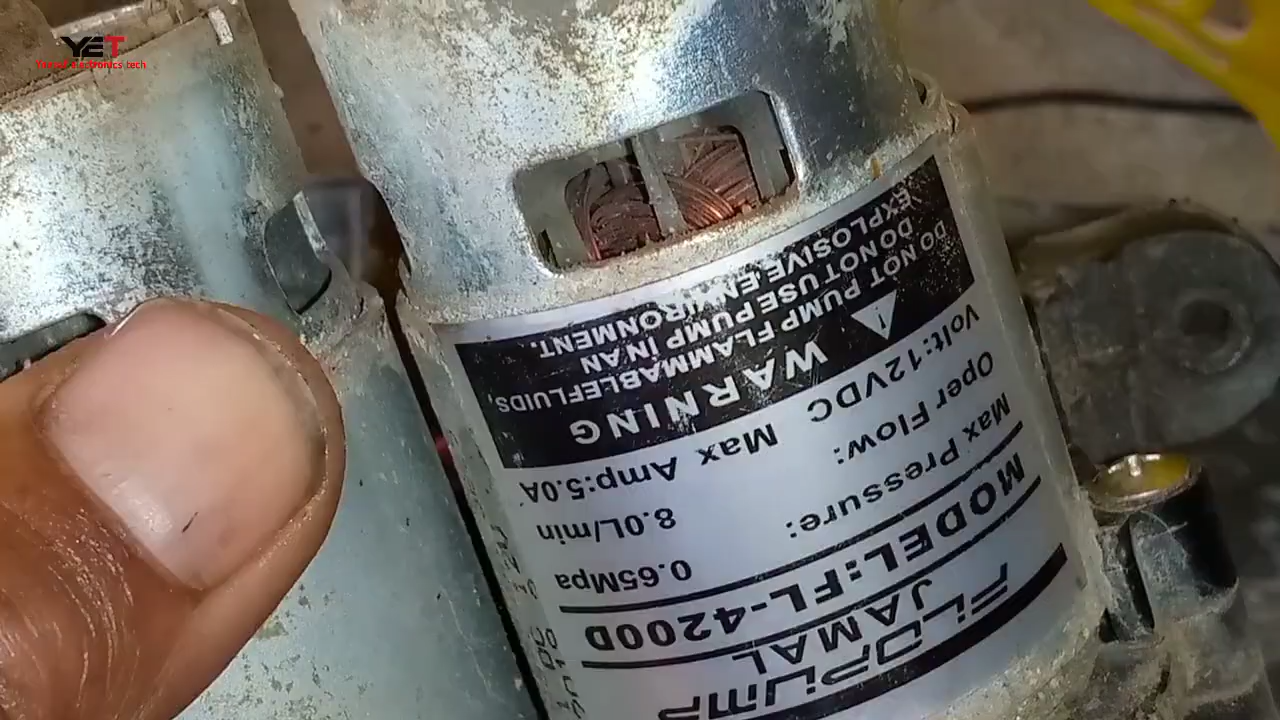 YET
Yousaf electronics tech
FLOPUMP
JAMAL
MODEL:FL-4200D
Max Pressure: 0.65Mpa
Oper Flow: 8.0L/min
Volt:12VDC Max Amp:5.0A
WARNING
DO NOT PUMP FLAMMABLEFLUIDS,
DO NOT USE PUMP IN AN
EXPLOSIVE ENVIRONMENT.